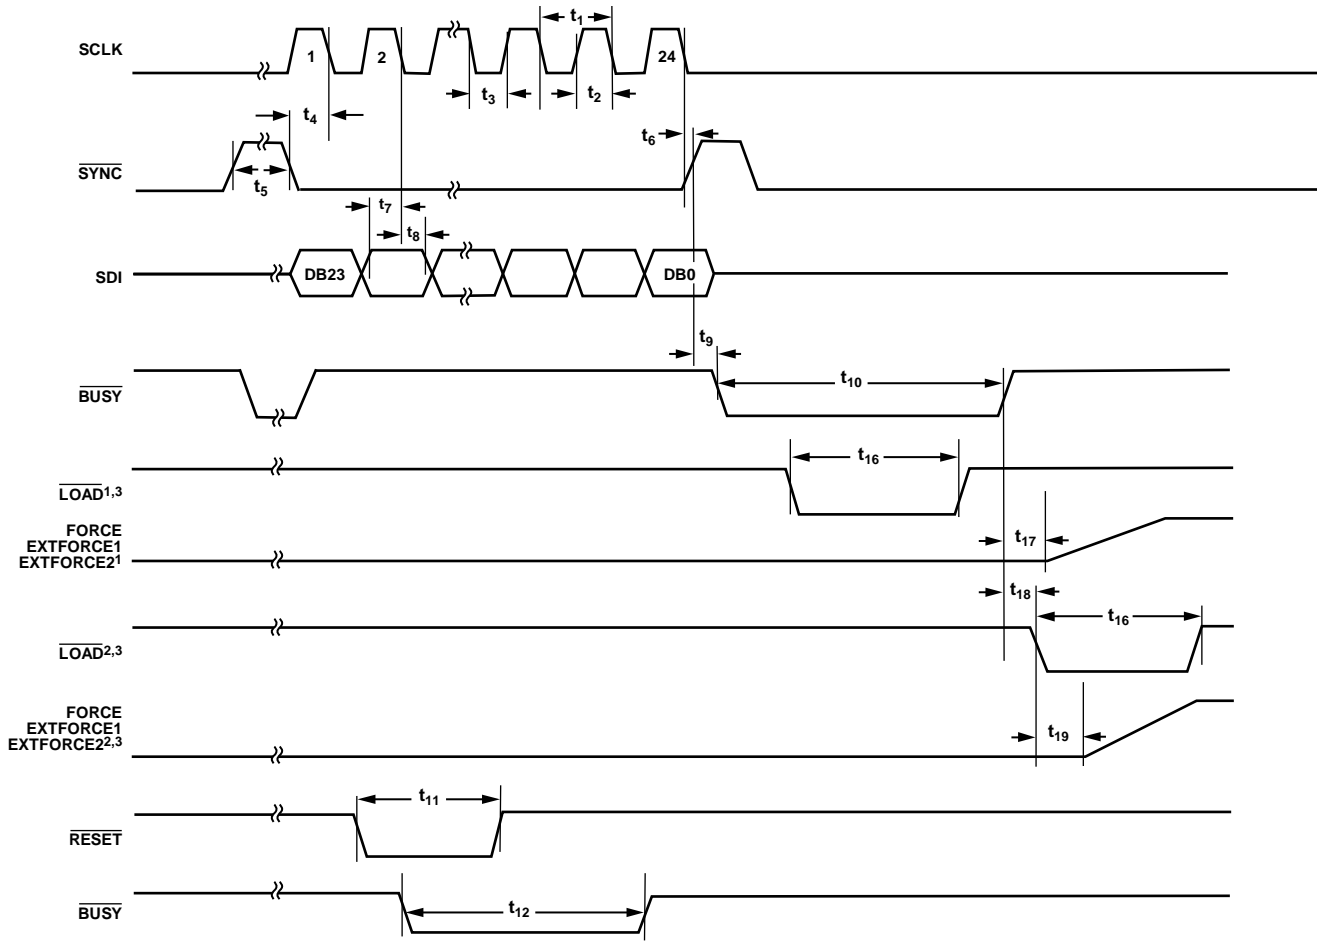 SCLK
1
2
24
t1
t3
t2
t4
SYNC
t5
t6
t7
t8
SDI
DB23
DB0
t9
BUSY
t10
LOAD1,3
t16
FORCE
EXTFORCE1
EXTFORCE21
t17
t18
LOAD2,3
t16
FORCE
EXTFORCE1
EXTFORCE22,3
t19
RESET
t11
BUSY
t12